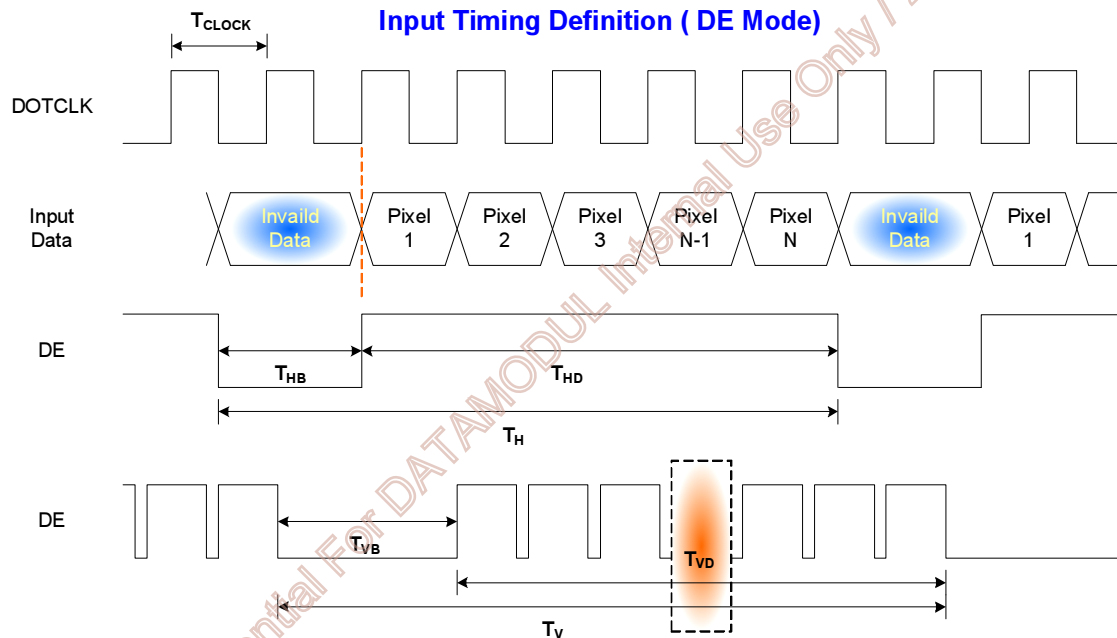 Input Timing Definition ( DE Mode)
TCLOCK
DOTCLK
Input
Data
Invaild
Data
Pixel
1
Pixel
2
Pixel
3
Pixel
N-1
Pixel
N
Invaild
Data
Pixel
1
DE
THB
THD
TH
DE
TVB
TVD
TV
For DATAMODUL Internal Use Only /